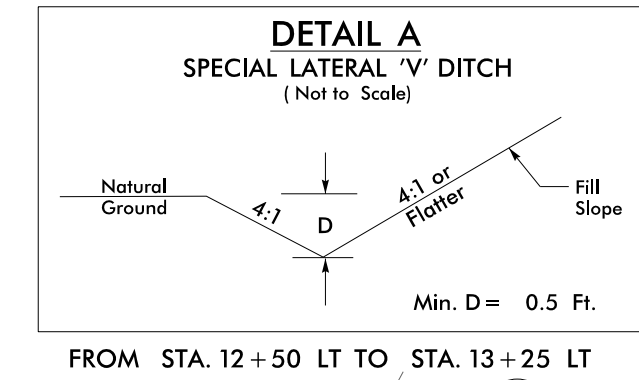 DETAIL A
SPECIAL LATERAL 'V' DITCH
( Not to Scale)
Natural
Ground
4:1
D
4:1 or
Flatter
Fill
Slope
Min. D = 0.5 Ft.
FROM STA. 12+50 LT TO STA. 13+25 LT